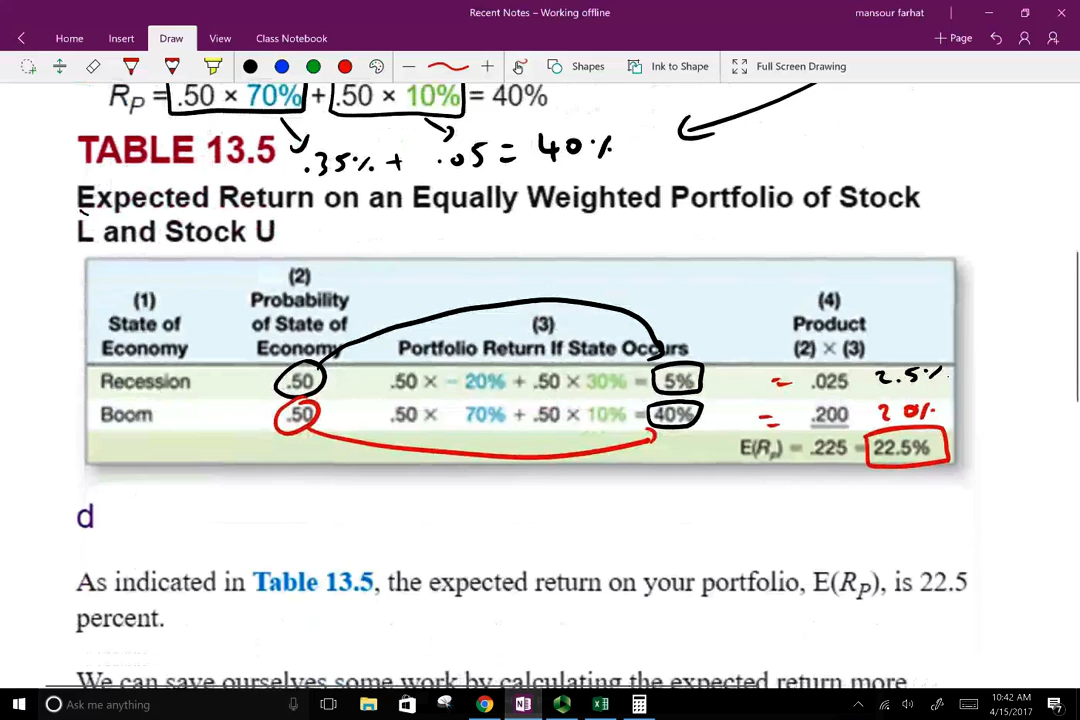 Recent Notes – Working offline
mansour farhat
Home Insert Draw View Class Notebook
Page
Shapes Ink to Shape Full Screen Drawing
RP = .50 × 70% + .50 × 10% = 40%
.35% + .05 = 40%
TABLE 13.5
Expected Return on an Equally Weighted Portfolio of Stock
L and Stock U
(1) State of Economy
(2) Probability of State of Economy
(3) Portfolio Return If State Occurs
(4) Product (2) × (3)
Recession .50 .50 × – 20% + .50 × 30% = 5% = .025 2.5%
Boom .50 .50 × 70% + .50 × 10% = 40% = .200 20%
E(Rp) = .225 = 22.5%
d
As indicated in Table 13.5, the expected return on your portfolio, E(RP), is 22.5
percent.
We can save ourselves some work by calculating the expected return more
Ask me anything
10:42 AM
4/15/2017
7